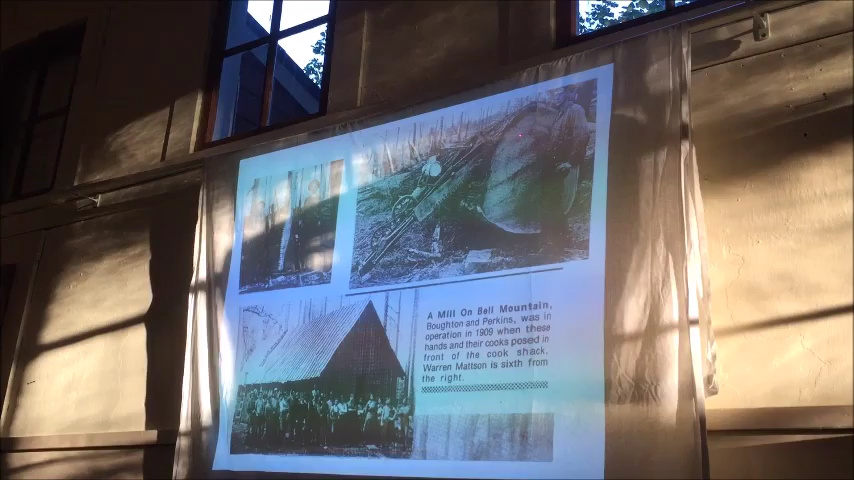 A Mill On Bell Mountain,
Boughton and Perkins, was in
operation in 1909 when these
hands and their cooks posed in
front of the cook shack.
Warren Mattson is sixth from
the right.